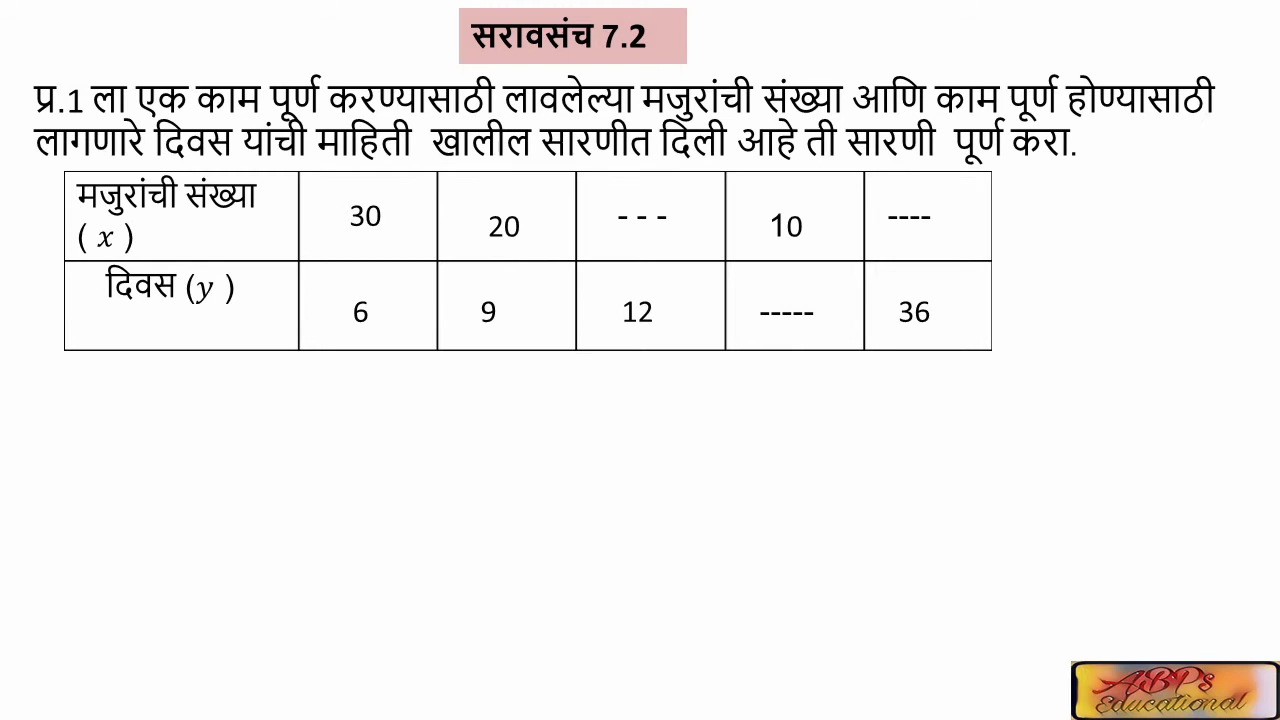 सरावसंच 7.2
प्र.1 ला एक काम पूर्ण करण्यासाठी लावलेल्या मजुरांची संख्या आणि काम पूर्ण होण्यासाठी
लागणारे दिवस यांची माहिती खालील सारणीत दिली आहे ती सारणी पूर्ण करा.
मजुरांची संख्या
( x ) 30 20 - - - 10 ----
दिवस (y ) 6 9 12 ----- 36
ABPs
Educational